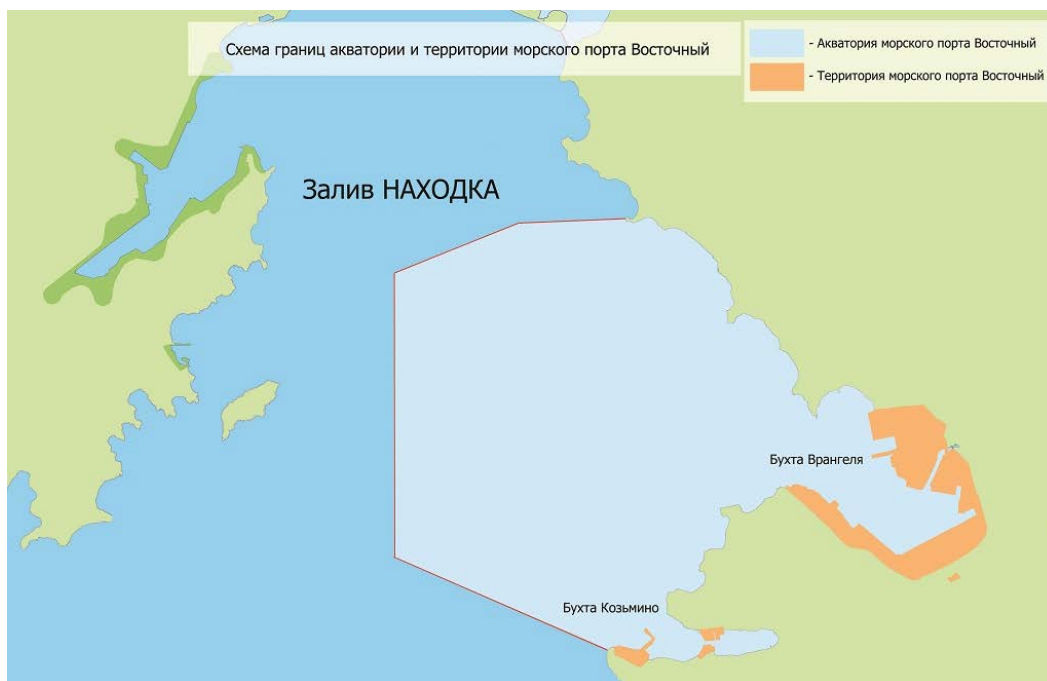 Схема границ акватории и территории морского порта Восточный
- Акватория морского порта Восточный
- Территория морского порта Восточный
Залив НАХОДКА
Бухта Врангеля
Бухта Козьмино